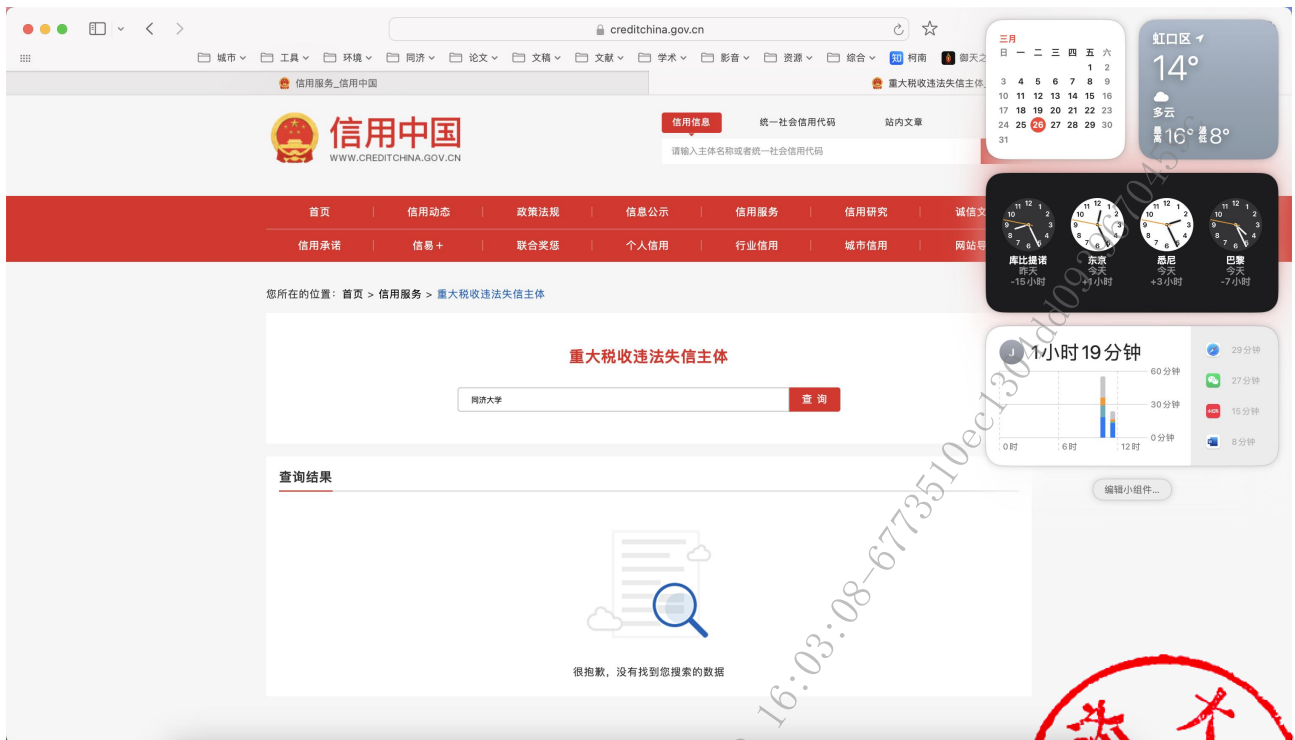 creditchina.gov.cn
城市 工具 环境 同济 论文 文稿 文献 学术 影音 资源 综合 知 柯南 御天之
信用服务_信用中国
重大税收违法失信主体_
信用中国
WWW.CREDITCHINA.GOV.CN
信用信息 统一社会信用代码 站内文章
请输入主体名称或者统一社会信用代码
首页 信用动态 政策法规 信息公示 信用服务 信用研究 诚信文
信用承诺 信易+ 联合奖惩 个人信用 行业信用 城市信用 网站导
您所在的位置: 首页 > 信用服务 > 重大税收违法失信主体
重大税收违法失信主体
同济大学
查 询
查询结果
很抱歉, 没有找到您搜索的数据
三月
日 一 二 三 四 五 六
1 2
3 4 5 6 7 8 9
10 11 12 13 14 15 16
17 18 19 20 21 22 23
24 25 26 27 28 29 30
31
虹口区
14°
多云
最高16° 最低8°
库比提诺 东京 悉尼 巴黎
昨天 今天 今天 今天
-15小时 +1小时 +3小时 -7小时
J 1小时19分钟
60分钟
30分钟
0分钟
0时 6时 12时
29分钟
27分钟
15分钟
8分钟
编辑小组件...